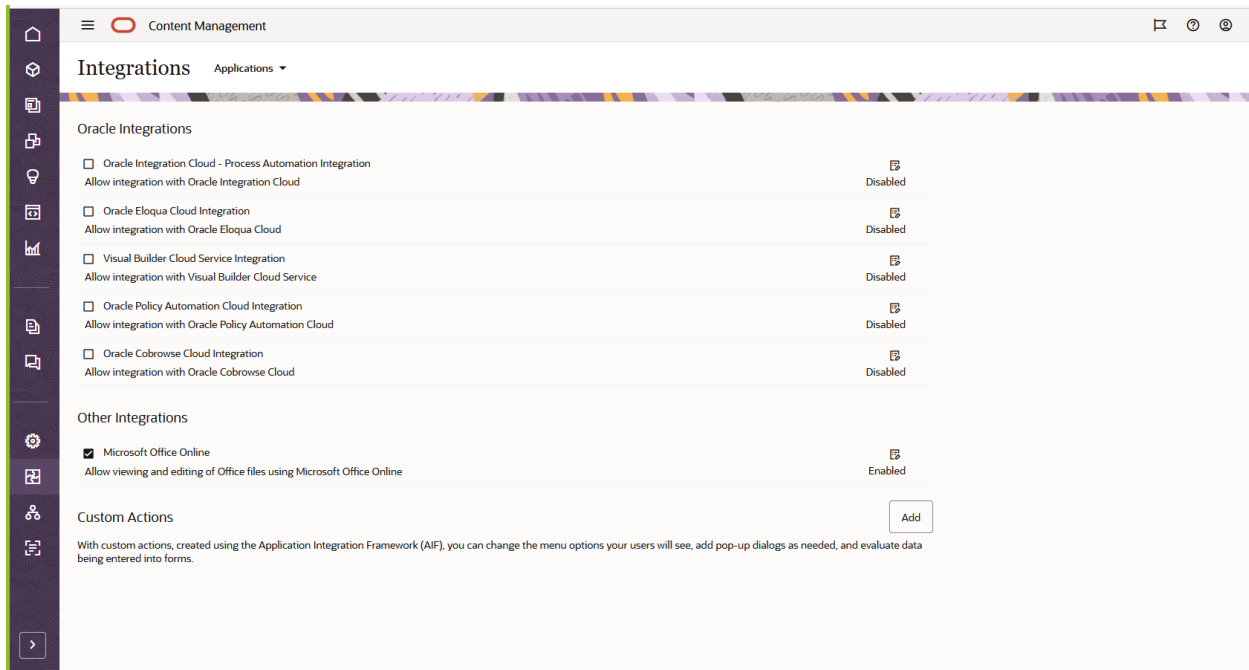 Content Management
Integrations Applications
Oracle Integrations
Oracle Integration Cloud - Process Automation Integration
Allow integration with Oracle Integration Cloud Disabled
Oracle Eloqua Cloud Integration
Allow integration with Oracle Eloqua Cloud Disabled
Visual Builder Cloud Service Integration
Allow integration with Visual Builder Cloud Service Disabled
Oracle Policy Automation Cloud Integration
Allow integration with Oracle Policy Automation Cloud Disabled
Oracle Cobrowse Cloud Integration
Allow integration with Oracle Cobrowse Cloud Disabled
Other Integrations
Microsoft Office Online
Allow viewing and editing of Office files using Microsoft Office Online Enabled
Custom Actions Add
With custom actions, created using the Application Integration Framework (AIF), you can change the menu options your users will see, add pop-up dialogs as needed, and evaluate data
being entered into forms.